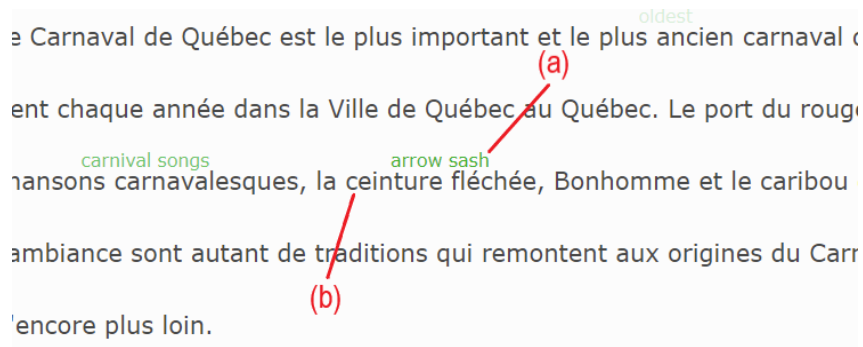 oldest
e Carnaval de Québec est le plus important et le plus ancien carnaval
(a)
ent chaque année dans la Ville de Québec au Québec. Le port du rouge
carnival songs arrow sash
hansons carnavalesques, la ceinture fléchée, Bonhomme et le caribou
ambiance sont autant de traditions qui remontent aux origines du Carn
(b)
'encore plus loin.